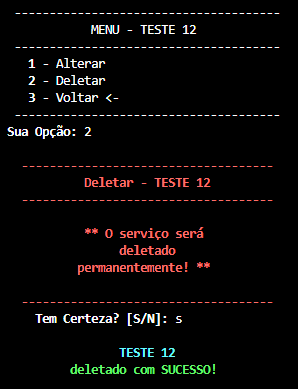 --------------------------------------
MENU - TESTE 12
--------------------------------------
1 - Alterar
2 - Deletar
3 - Voltar <-
--------------------------------------
Sua Opção: 2
------------------------------------
Deletar - TESTE 12
------------------------------------
** O serviço será
deletado
permanentemente! **
------------------------------------
Tem Certeza? [S/N]: s
TESTE 12
deletado com SUCESSO!